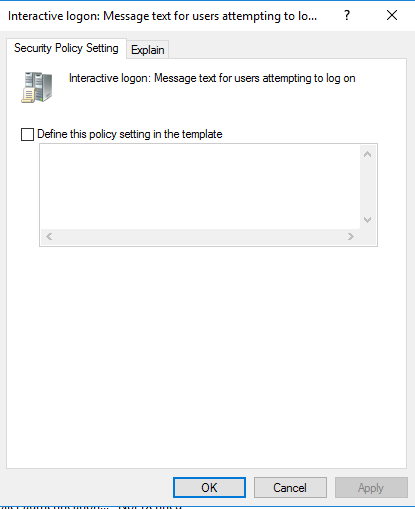 Interactive logon: Message text for users attempting to lo...
?
Security Policy Setting
Explain
Interactive logon: Message text for users attempting to log on
Define this policy setting in the template
OK
Cancel
Apply